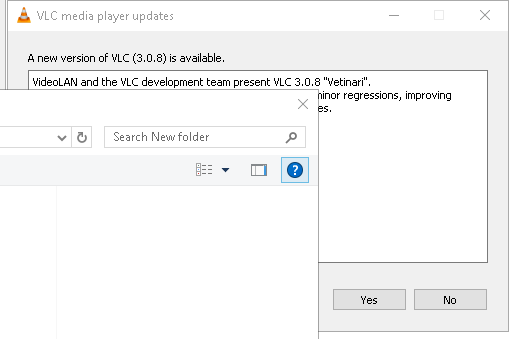 VLC media player updates
A new version of VLC (3.0.8) is available.
VideoLAN and the VLC development team present VLC 3.0.8 "Vetinari".
minor regressions, improving
es.
Search New folder
?
Yes
No